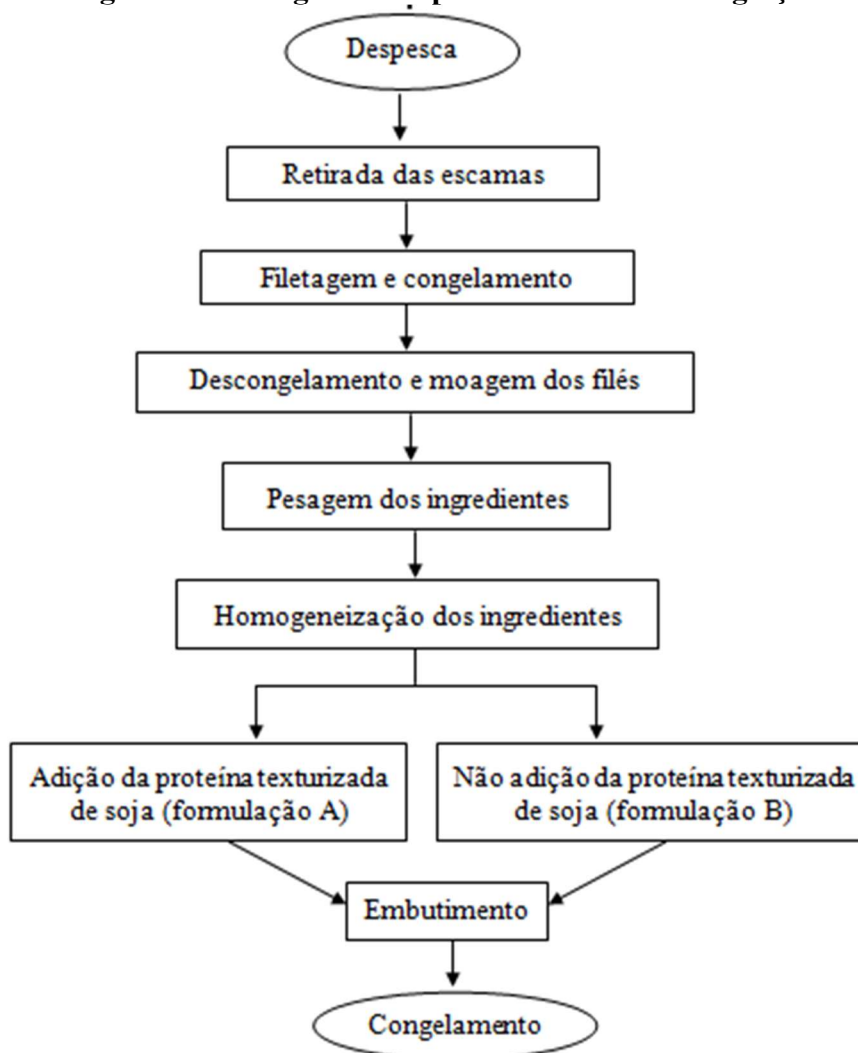 Despesca
Retirada das escamas
Filetagem e congelamento
Descongelamento e moagem dos filés
Pesagem dos ingredientes
Homogeneização dos ingredientes
Adição da proteína texturizada
de soja (formulação A)
Não adição da proteína texturizada
de soja (formulação B)
Embutimento
Congelamento